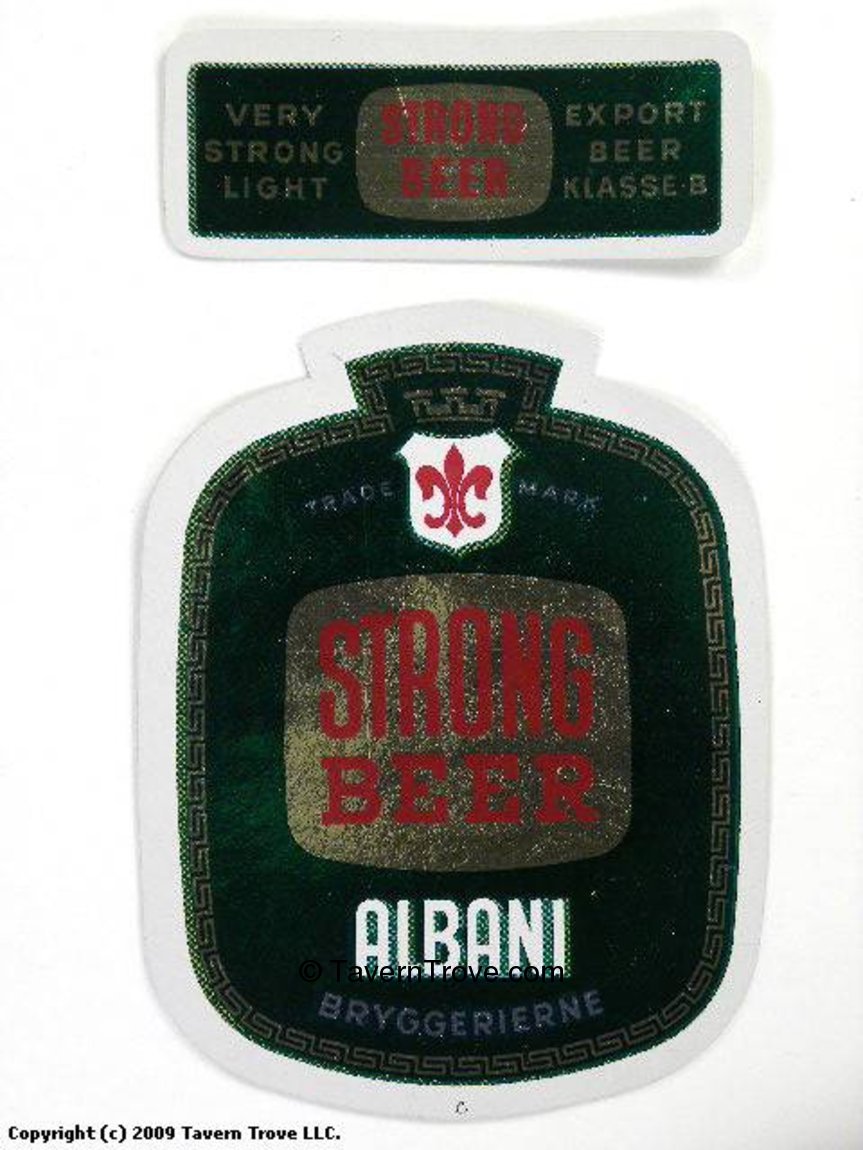 VERY
STRONG
LIGHT
STRONG
BEER
EXPORT
BEER
KLASSE·B
TRADE MARK
STRONG
BEER
ALBANI
© TavernTrove.com
BRYGGERIERNE
C
Copyright (c) 2009 Tavern Trove LLC.